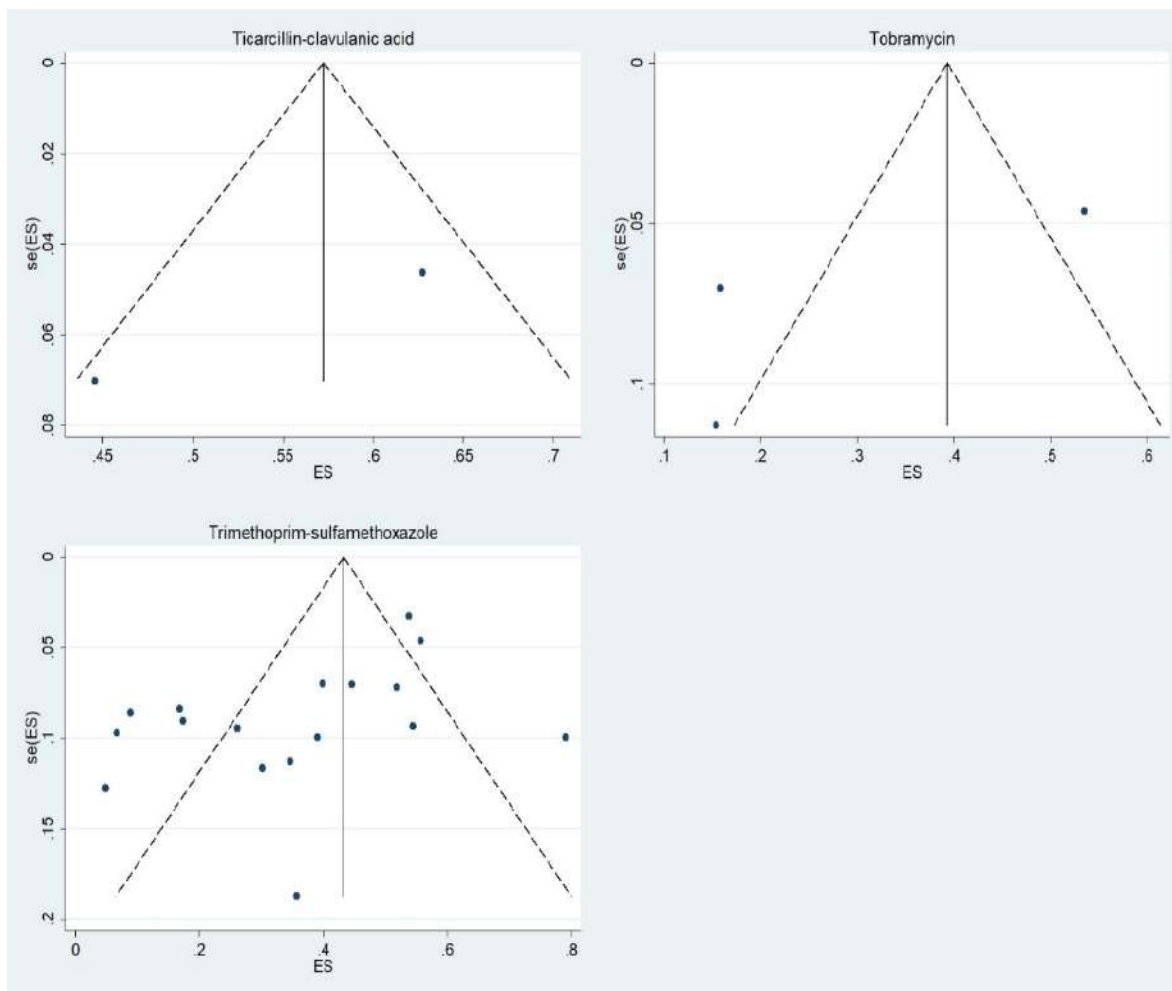 Ticarcillin-clavulanic acid
0
.02
.04
.06
.08
se(ES)
.45 .5 .55 .6 .65 .7
ES
Tobramycin
0
.05
.1
se(ES)
.1 .2 .3 .4 .5 .6
ES
Trimethoprim-sulfamethoxazole
0
.05
.1
.15
.2
se(ES)
0 .2 .4 .6 .8
ES